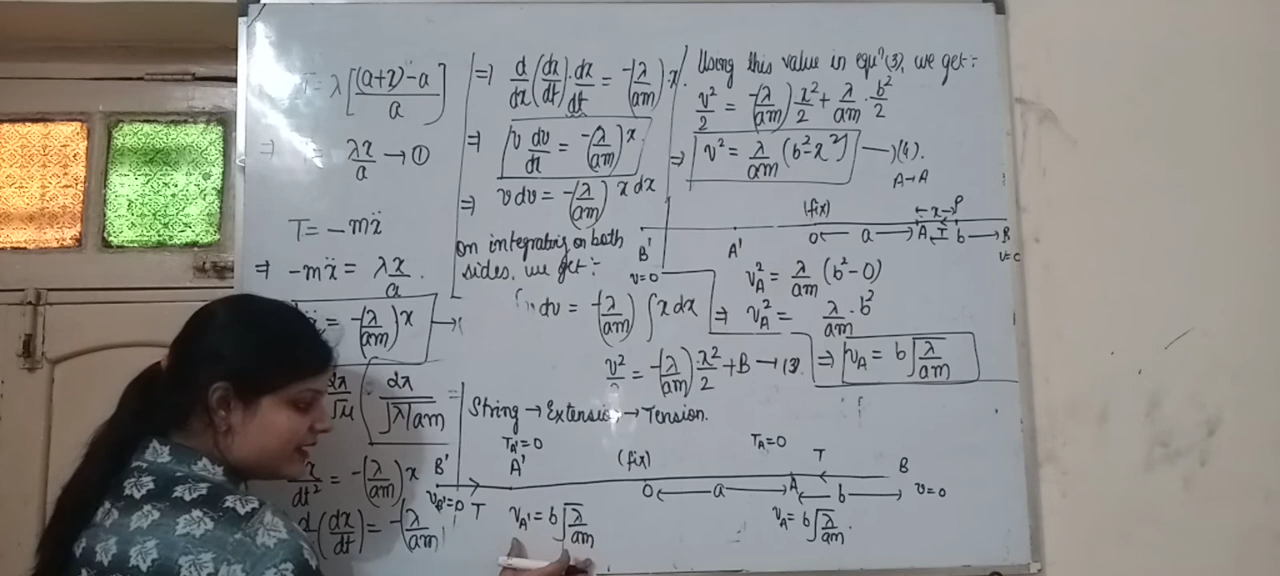 T = λ[((a+x)-a)/a]
⇒ T = λx/a → ①
T = -mẍ
⇒ -mẍ = λx/a .
ẍ = -(λ/am) x
2π/√μ
2π/√λ/am =
-(λ/am) x
d (dx/dt) = -(λ/am
⇒ d/dx (dx/dt) . dx/dt = -(λ/am) x .
⇒ v dv/dx = -(λ/am) x
⇒ v dv = -(λ/am) x dx
On integrating on both
sides, we get :-
dv = -(λ/am) ∫ x dx
v²/2 = -(λ/am) x²/2 + B → (3)
Using this value in equⁿ (3), we get :-
v²/2 = -(λ/am) x²/2 + λ/am . b²/2
⇒ v² = λ/am (b²-x²) → (4).
A→A
(fix)
← x → P
B' A' O ← a → A T b → B
v=0
v=0
v_A² = λ/am (b²-0)
⇒ v_A² = λ/am . b²
⇒ v_A = b√λ/am
String → Extension → Tension.
T_A'=0 T_A=0
B' A' (fix) T B
O ← a → A ← b → v=0
v_B'=0 T v_A' = b√λ/am v_A = b√λ/am .